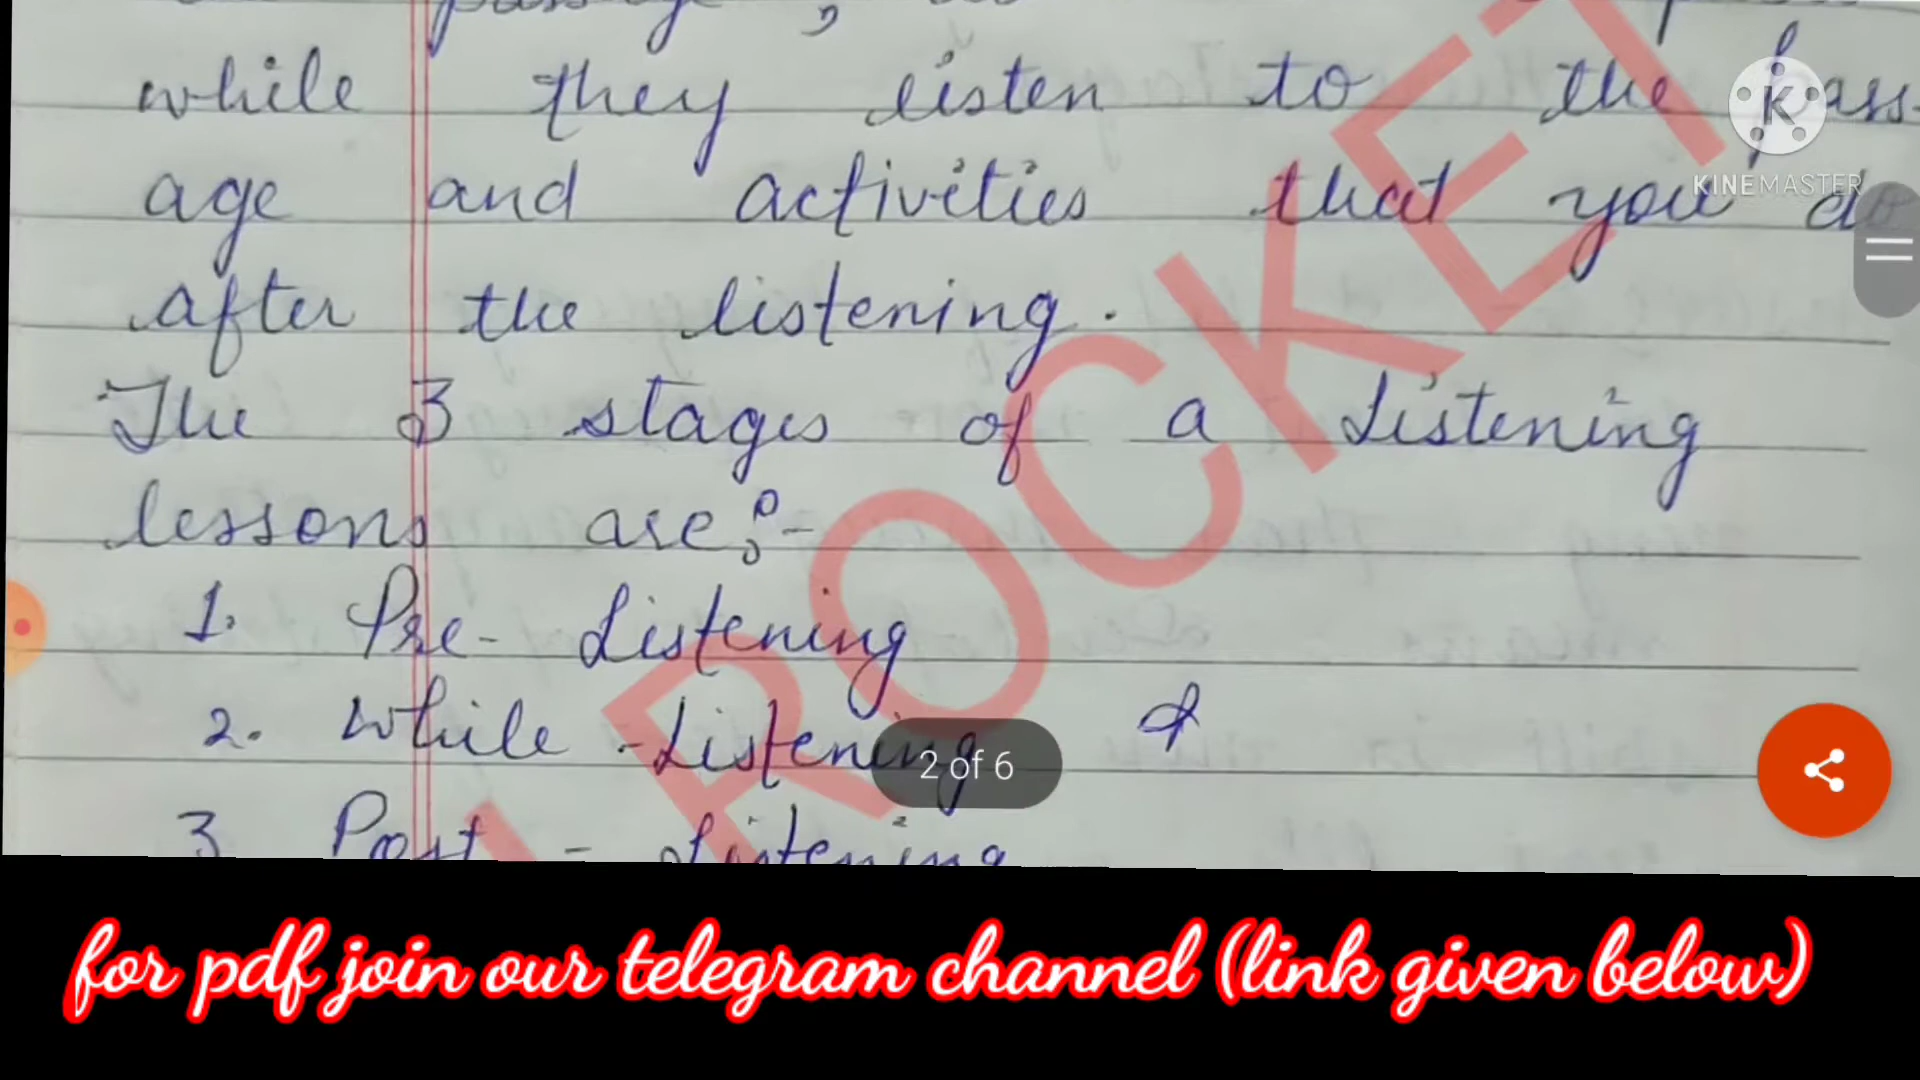 passage,
while they listen to the pass-
age and activities that you do
after the listening.
The 3 stages of a Listening
lessons are:-
1. Pre- Listening
2. While - Listening &
3 Post - Listening
ROCKET
K
KINEMASTER
2 of 6
for pdf join our telegram channel (link given below)